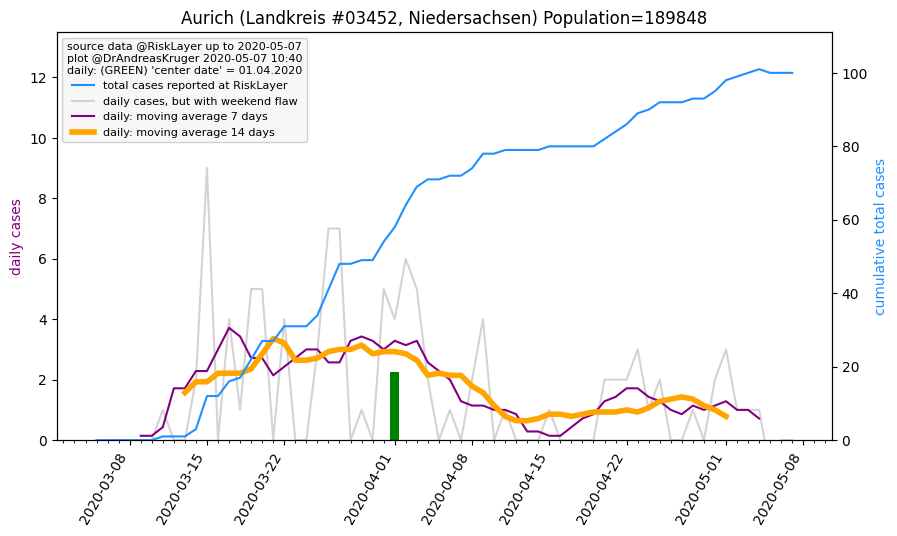 Aurich (Landkreis #03452, Niedersachsen) Population=189848
source data @RiskLayer up to 2020-05-07
plot @DrAndreasKruger 2020-05-07 10:40
daily: (GREEN) 'center date' = 01.04.2020
total cases reported at RiskLayer
daily cases, but with weekend flaw
daily: moving average 7 days
daily: moving average 14 days
daily cases
12
10
8
6
4
2
0
cumulative total cases
100
80
60
40
20
0
2020-03-08
2020-03-15
2020-03-22
2020-04-01
2020-04-08
2020-04-15
2020-04-22
2020-05-01
2020-05-08